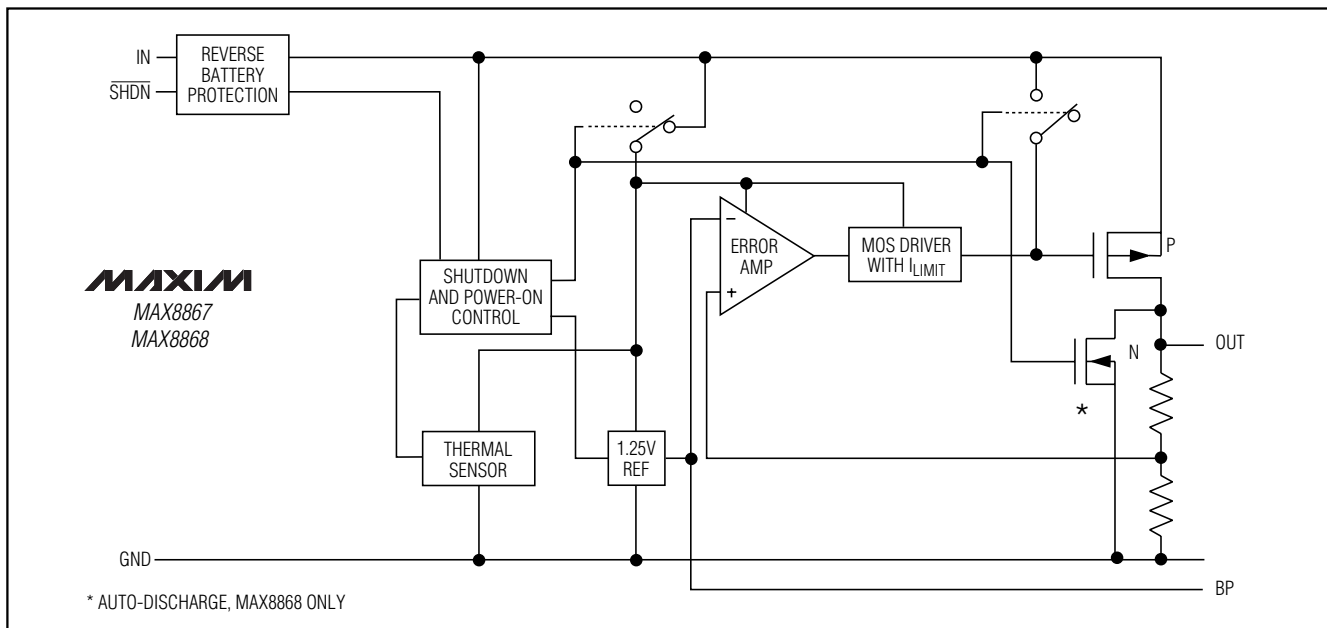 IN
SHDN
REVERSE
BATTERY
PROTECTION
MAXIM
MAX8867
MAX8868
SHUTDOWN
AND POWER-ON
CONTROL
THERMAL
SENSOR
1.25V
REF
−
ERROR
AMP
+
MOS DRIVER
WITH ILIMIT
P
N
*
OUT
GND
BP
* AUTO-DISCHARGE, MAX8868 ONLY